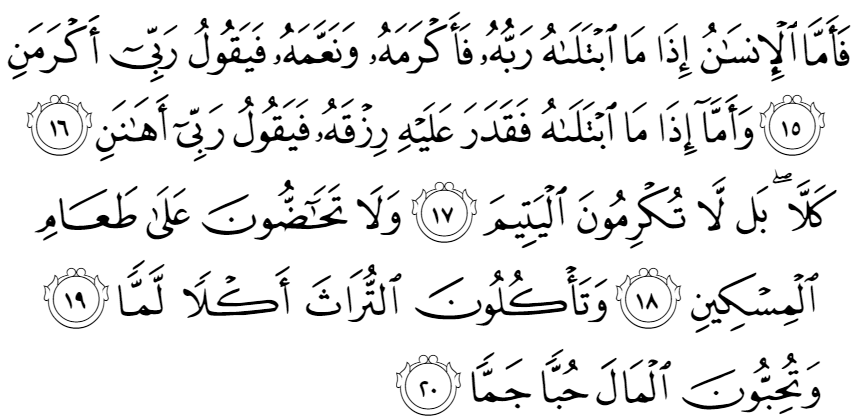 فَأَمَّا ٱلْإِنسَـٰنُ إِذَا مَا ٱبْتَلَىٰهُ رَبُّهُۥ فَأَكْرَمَهُۥ وَنَعَّمَهُۥ فَيَقُولُ رَبِّىٓ أَكْرَمَنِ
١٥ وَأَمَّآ إِذَا مَا ٱبْتَلَىٰهُ فَقَدَرَ عَلَيْهِ رِزْقَهُۥ فَيَقُولُ رَبِّىٓ أَهَـٰنَنِ ١٦
كَلَّا ۖ بَل لَّا تُكْرِمُونَ ٱلْيَتِيمَ ١٧ وَلَا تَحَـٰٓضُّونَ عَلَىٰ طَعَامِ
ٱلْمِسْكِينِ ١٨ وَتَأْكُلُونَ ٱلتُّرَاثَ أَكْلًا لَّمًّا ١٩
وَتُحِبُّونَ ٱلْمَالَ حُبًّا جَمًّا ٢٠